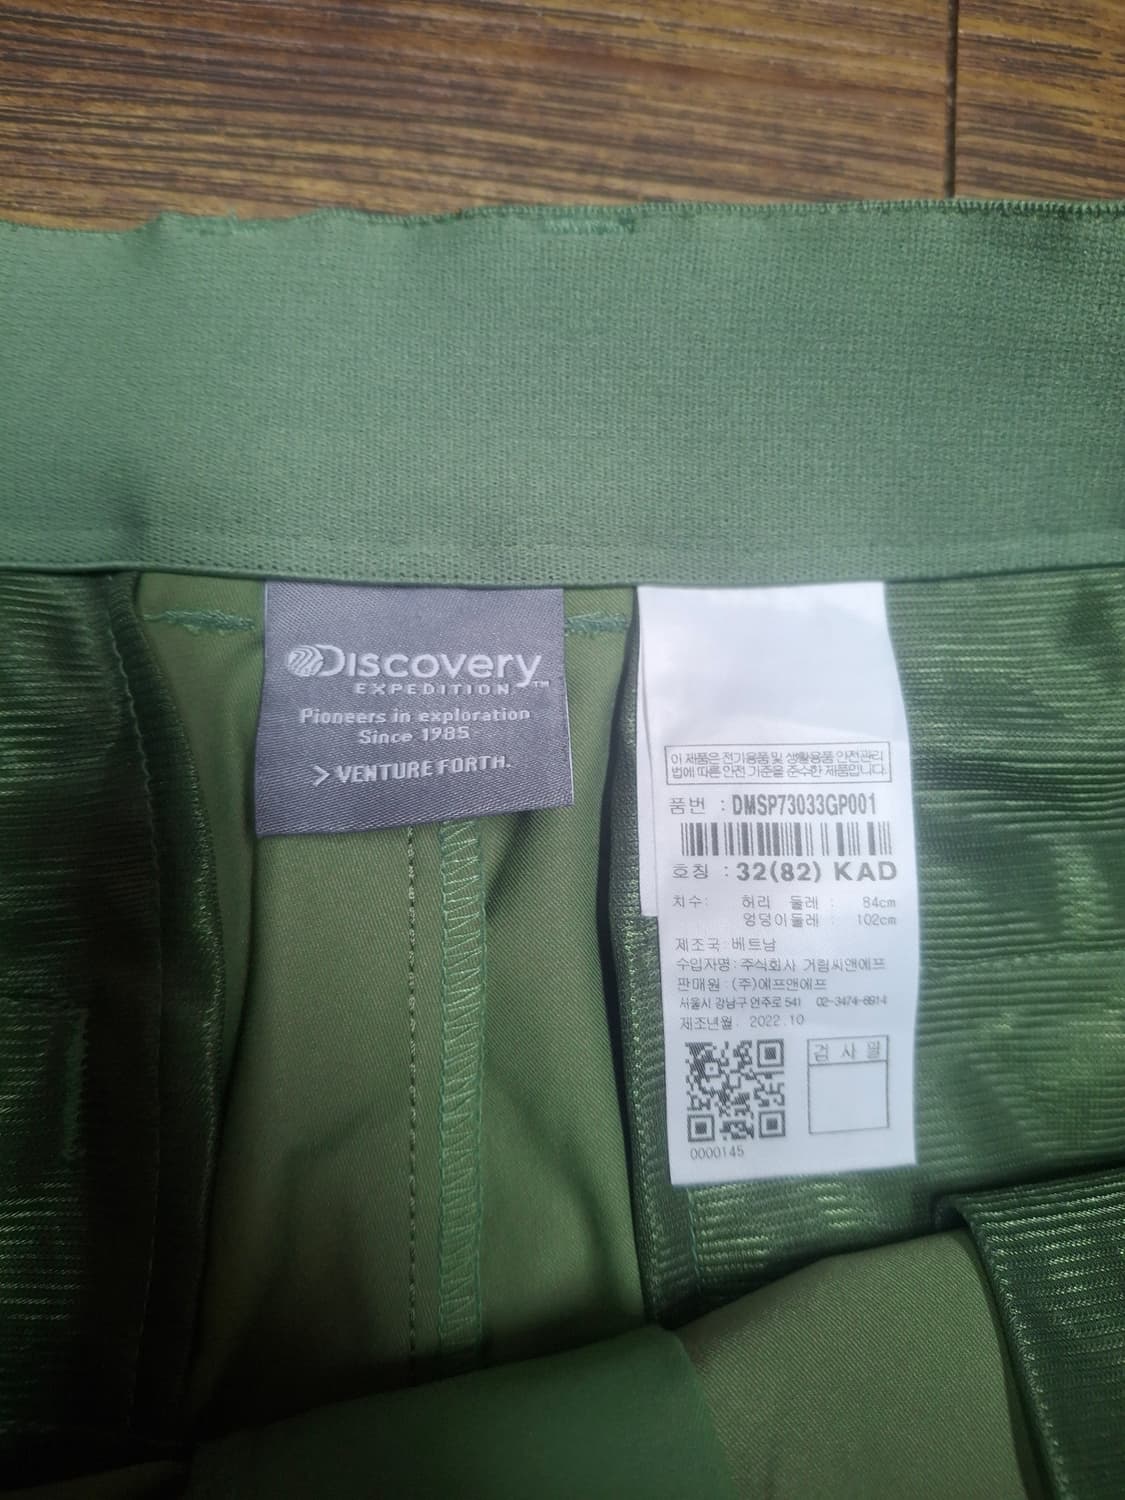 DISCOVERY
EXPEDITION™
Pioneers in exploration
Since 1985
> VENTURE FORTH.
이 제품은 전기용품 및 생활용품 안전관리
법에 따른 안전 기준을 준수한 제품입니다.
품번 : DMSP73033GP001
호칭 : 32(82) KAD
치수: 허리 둘레 : 84cm
엉덩이둘레 : 102cm
제조국 : 베트남
수입자명 : 주식회사 거림씨앤에프
판매원 : (주)에프앤에프
서울시 강남구 언주로 541 02-3474-8914
제조년월. 2022.10
검 사 필
0000145